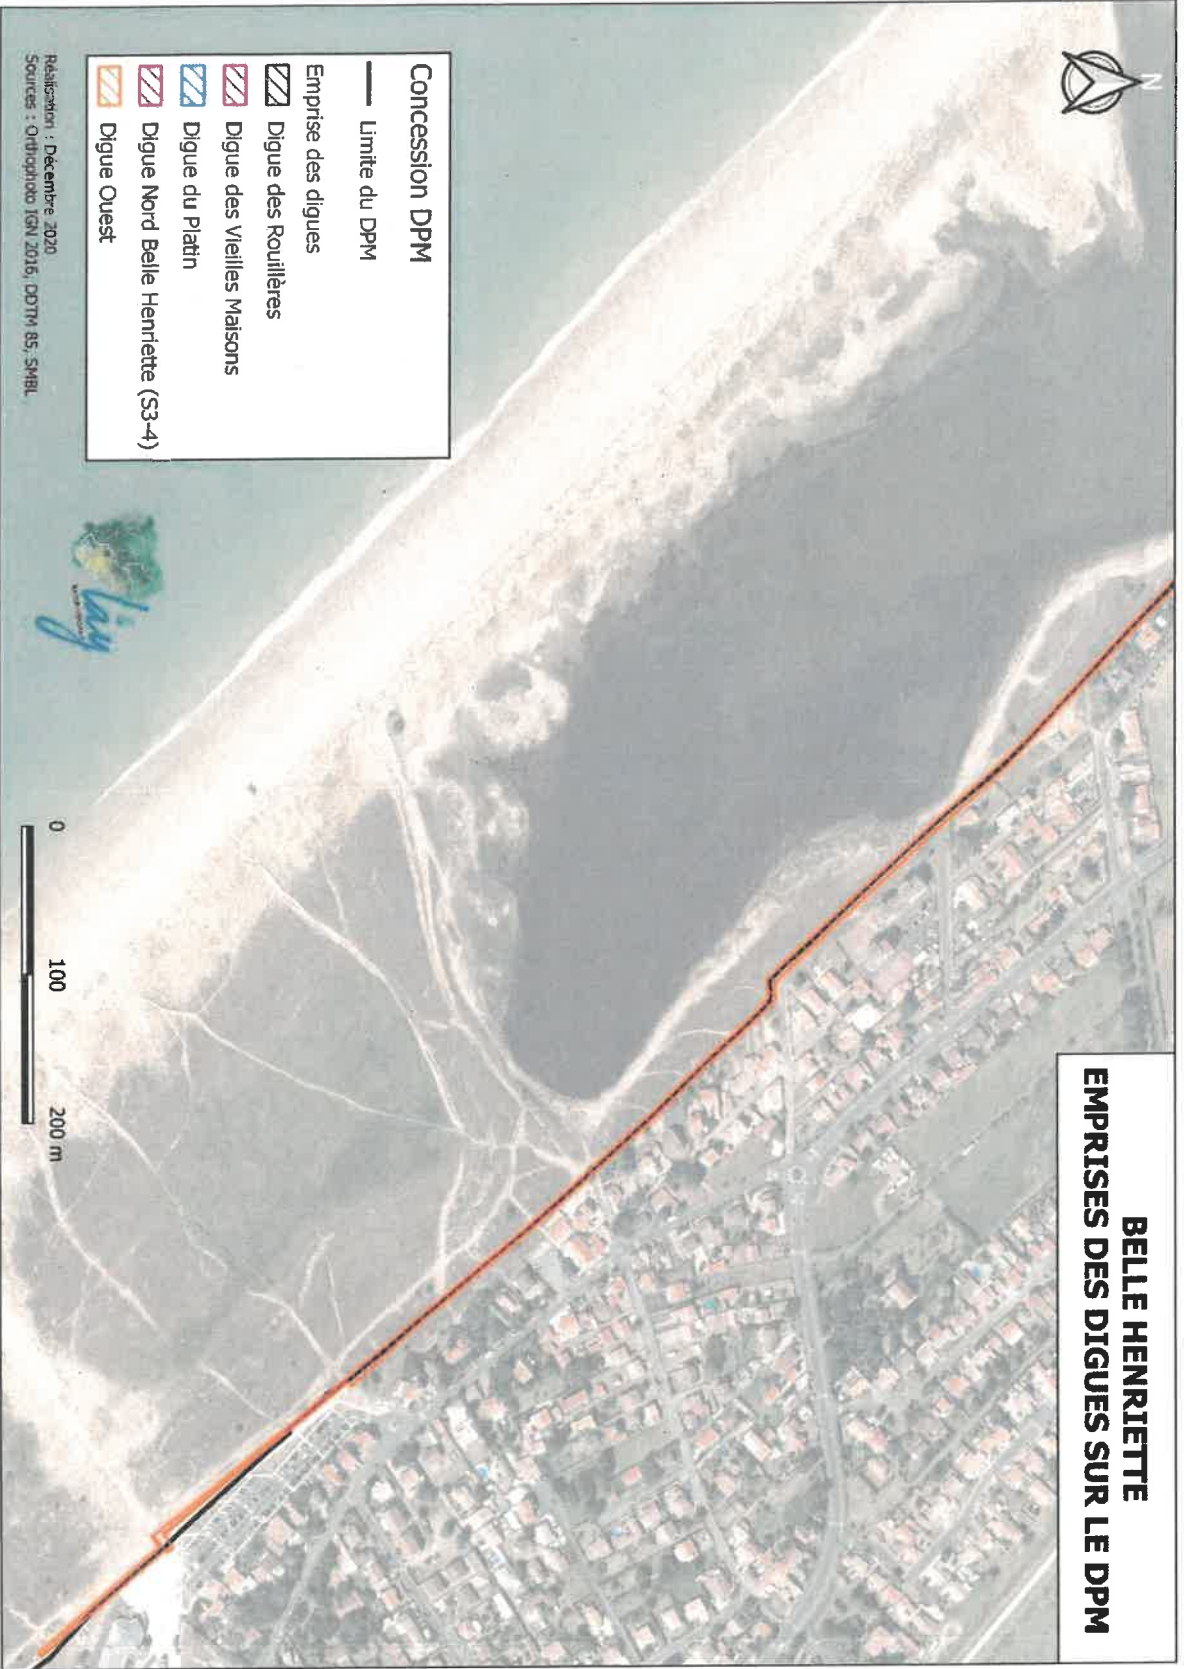 BELLE HENRIETTE
EMPRISES DES DIGUES SUR LE DPM
N
Concession DPM
Limite du DPM
Emprise des digues
Digue des Rouillères
Digue des Vieilles Maisons
Digue du Platin
Digue Nord Belle Henriette (S3-4)
Digue Ouest
Réalisation : Décembre 2020
Sources : Orthophoto IGN 2016, DDTM 85, SMBL
Lay
0 100 200 m